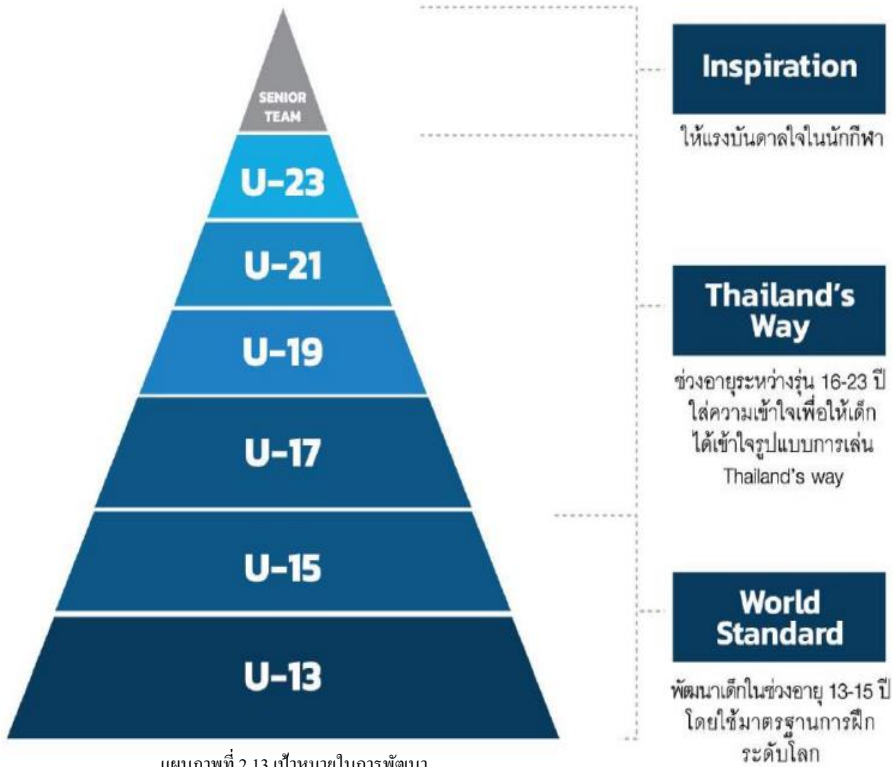 SENIOR
TEAM
U-23
U-21
U-19
U-17
U-15
U-13
Inspiration
ให้แรงบันดาลใจในนักกีฬา
Thailand's
Way
ช่วงอายุระหว่างรุ่น 16-23 ปี
ใส่ความเข้าใจเพื่อให้เด็ก
ได้เข้าใจรูปแบบการเล่น
Thailand's way
World
Standard
พัฒนาเด็กในช่วงอายุ 13-15 ปี
โดยใช้มาตรฐานการฝึก
ระดับโลก
แผนภาพที่ 2.13 เป้าหมายในการพัฒนา